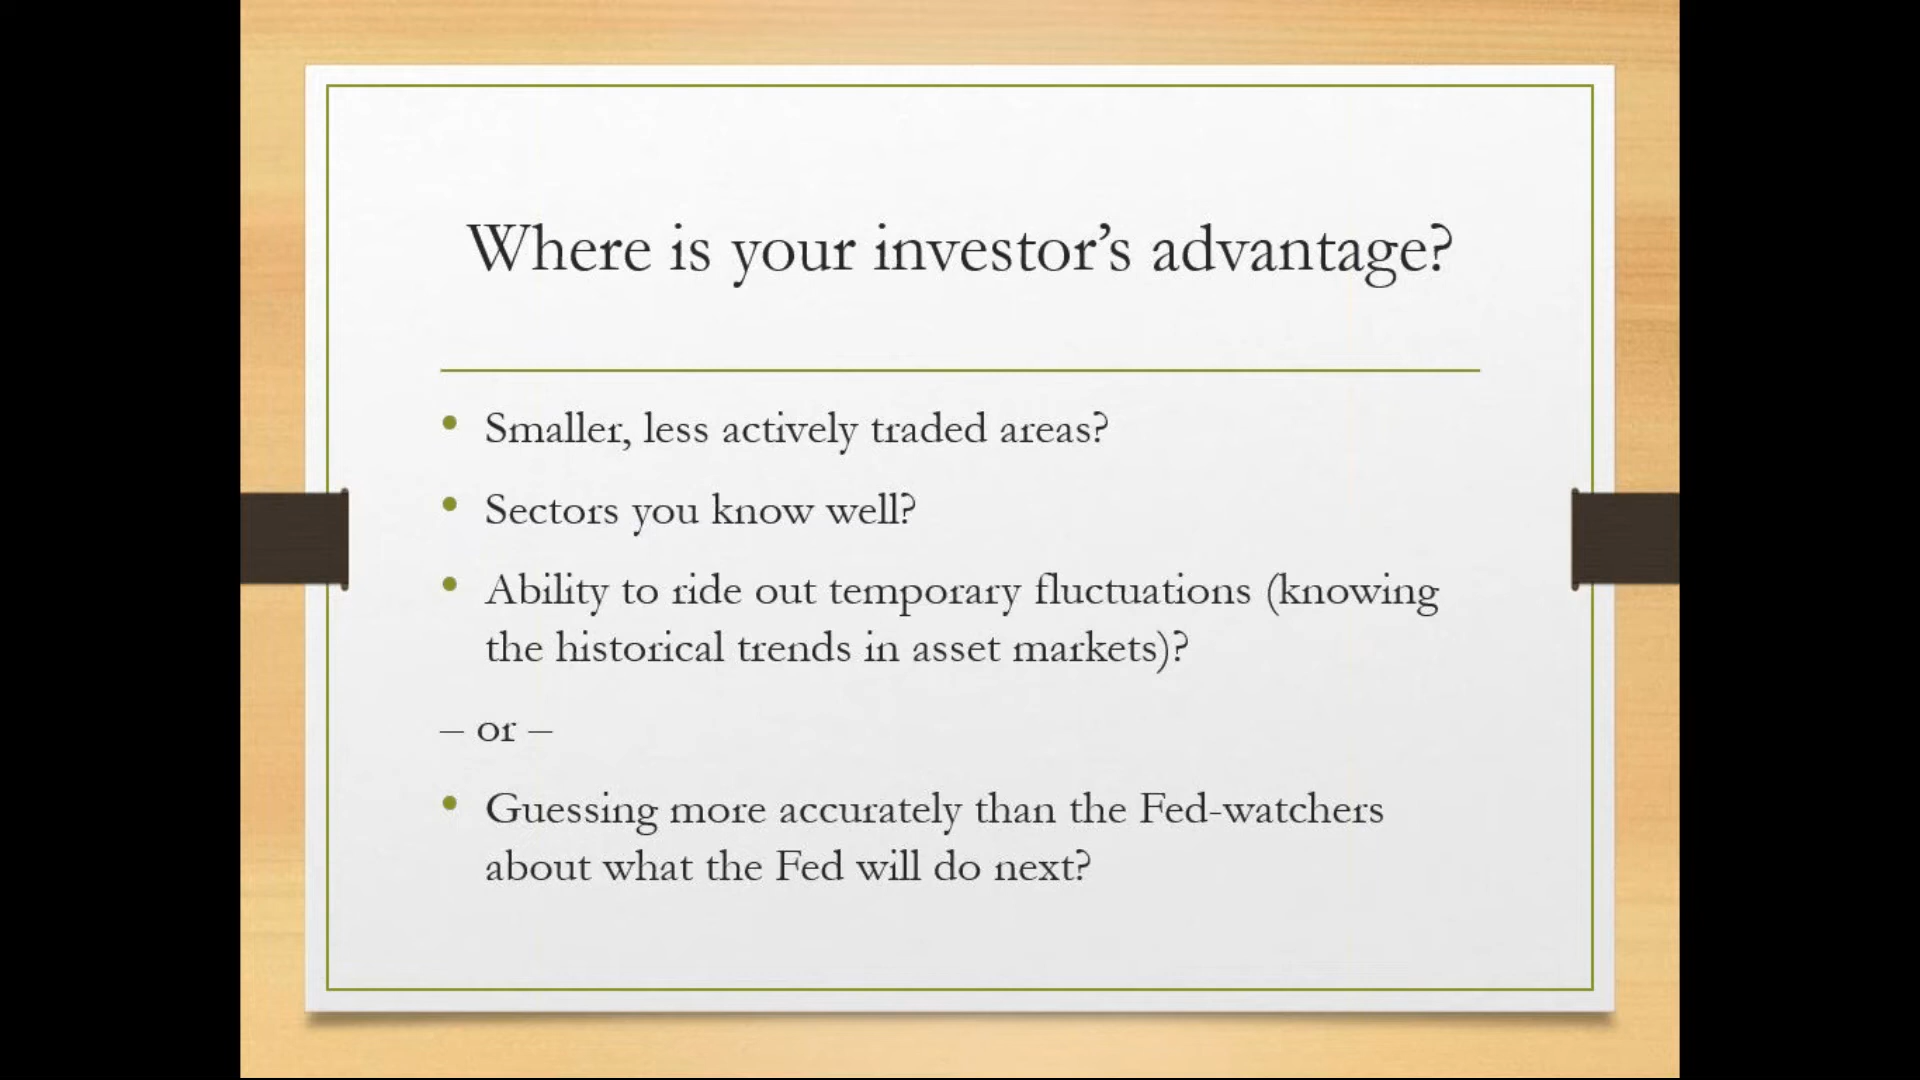 Where is your investor’s advantage?
• Smaller, less actively traded areas?
• Sectors you know well?
• Ability to ride out temporary fluctuations (knowing
the historical trends in asset markets)?
– or –
• Guessing more accurately than the Fed-watchers
about what the Fed will do next?